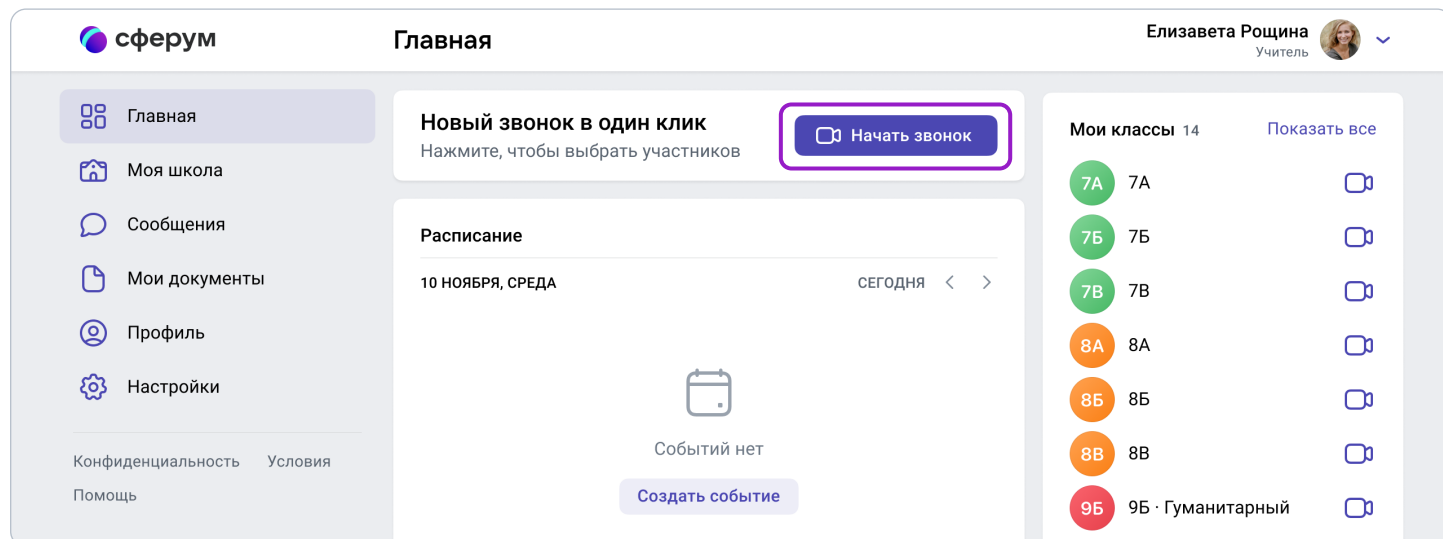 сферум
Главная
Елизавета Рощина
Учитель
Главная
Моя школа
Сообщения
Мои документы
Профиль
Настройки
Конфиденциальность Условия
Помощь
Новый звонок в один клик
Нажмите, чтобы выбрать участников
Начать звонок
Расписание
10 НОЯБРЯ, СРЕДА СЕГОДНЯ
Событий нет
Создать событие
Мои классы 14 Показать все
7А 7А
7Б 7Б
7В 7В
8А 8А
8Б 8Б
8В 8В
9Б 9Б · Гуманитарный